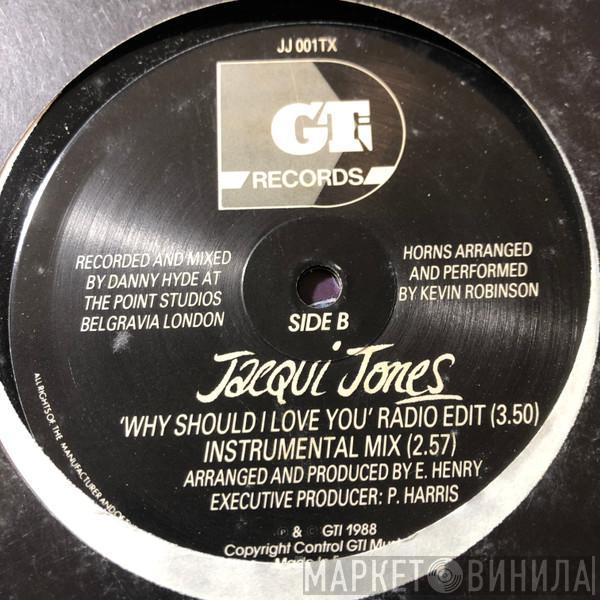 JJ 001TX
GTi
RECORDS
RECORDED AND MIXED
BY DANNY HYDE AT
THE POINT STUDIOS
BELGRAVIA LONDON
HORNS ARRANGED
AND PERFORMED
BY KEVIN ROBINSON
SIDE B
Jacqui Jones
'WHY SHOULD I LOVE YOU' RADIO EDIT (3.50)
INSTRUMENTAL MIX (2.57)
ARRANGED AND PRODUCED BY E. HENRY
EXECUTIVE PRODUCER: P. HARRIS
℗ & © GTI 1988
Copyright Control GTI
Made in
ALL RIGHTS OF THE MANUFACTURER AND OF
МАРКЕТ ВИНИЛА